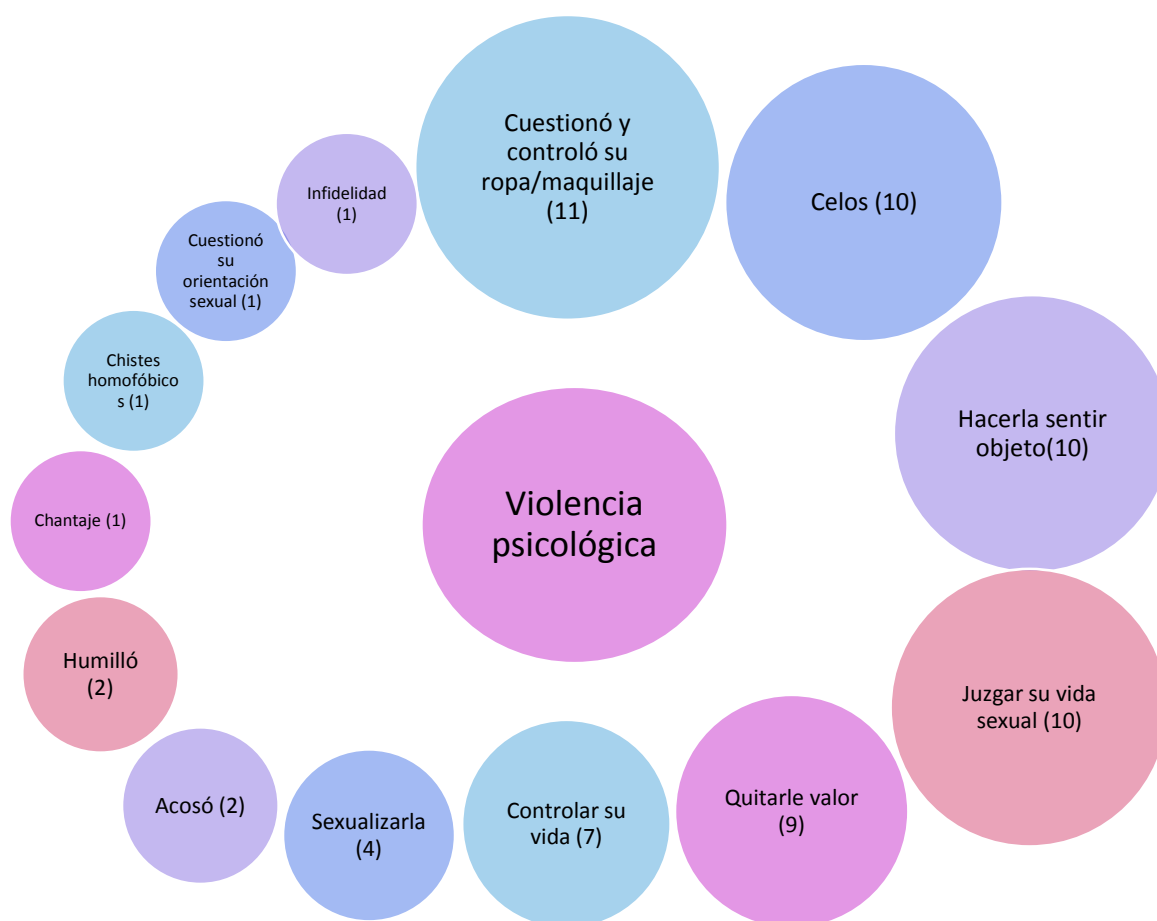 Cuestionó y
controló su
ropa/maquillaje
(11)
Celos (10)
Hacerla sentir
objeto(10)
Juzgar su vida
sexual (10)
Quitarle valor
(9)
Controlar su
vida (7)
Sexualizarla
(4)
Acosó (2)
Humilló
(2)
Chantaje (1)
Chistes
homofóbico
s (1)
Cuestionó
su
orientación
sexual (1)
Infidelidad
(1)
Violencia
psicológica